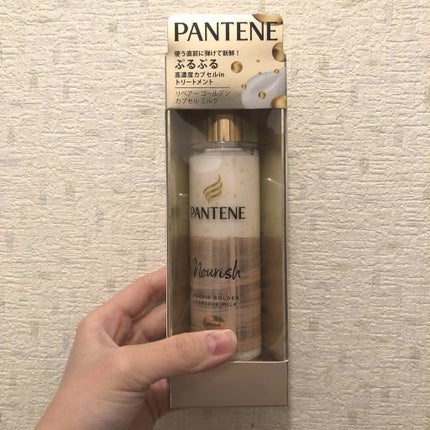 PANTENE
使う直前に弾けて新鮮!
ぷるぷる
高濃度カプセルin
トリートメント
リペアー ゴールデン
カプセル ミルク
PANTENE
Nourish
REPAIR GOLDEN
CAPSULE MILK